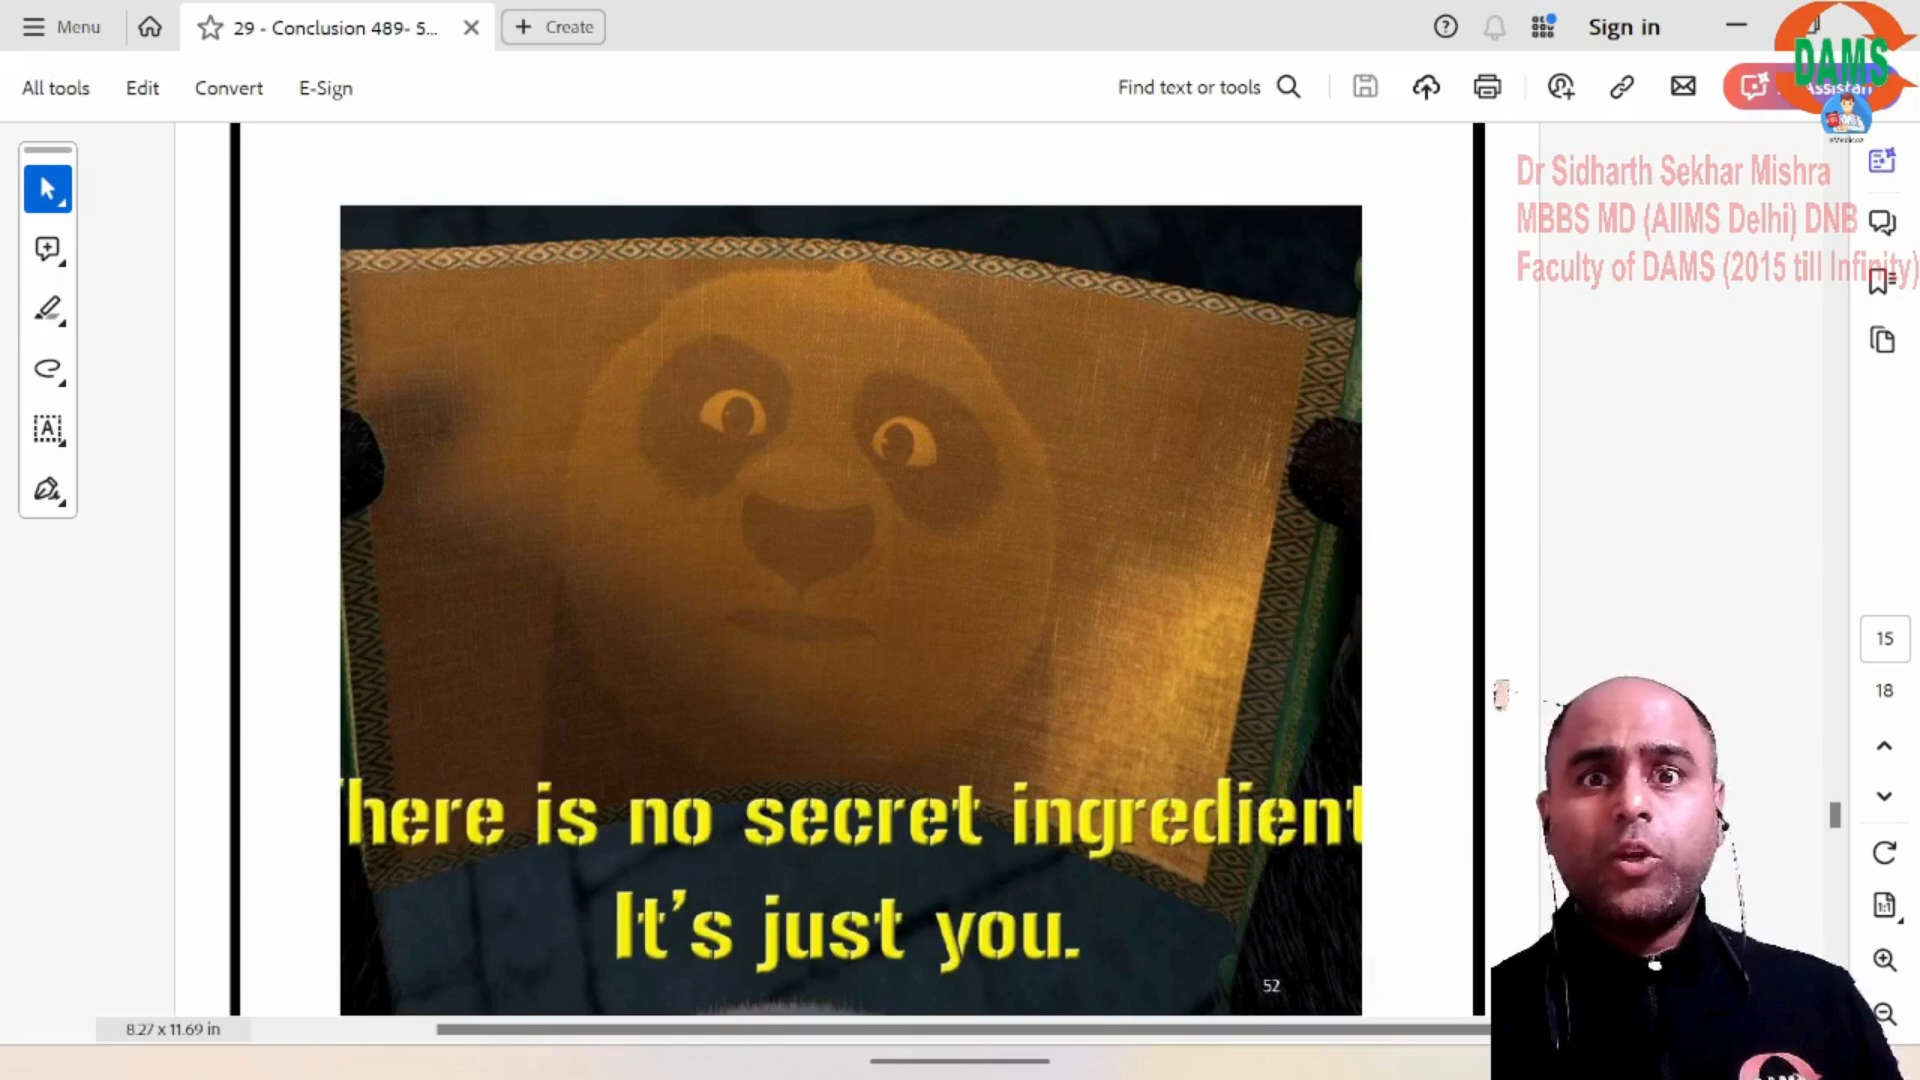 Menu
29 - Conclusion 489- 5...
Create
Sign in
All tools
Edit
Convert
E-Sign
Find text or tools
DAMS
Dr Sidharth Sekhar Mishra
MBBS MD (AIIMS Delhi) DNB
Faculty of DAMS (2015 till Infinity)
here is no secret ingredient
It's just you.
52
15
18
8.27 x 11.69 in